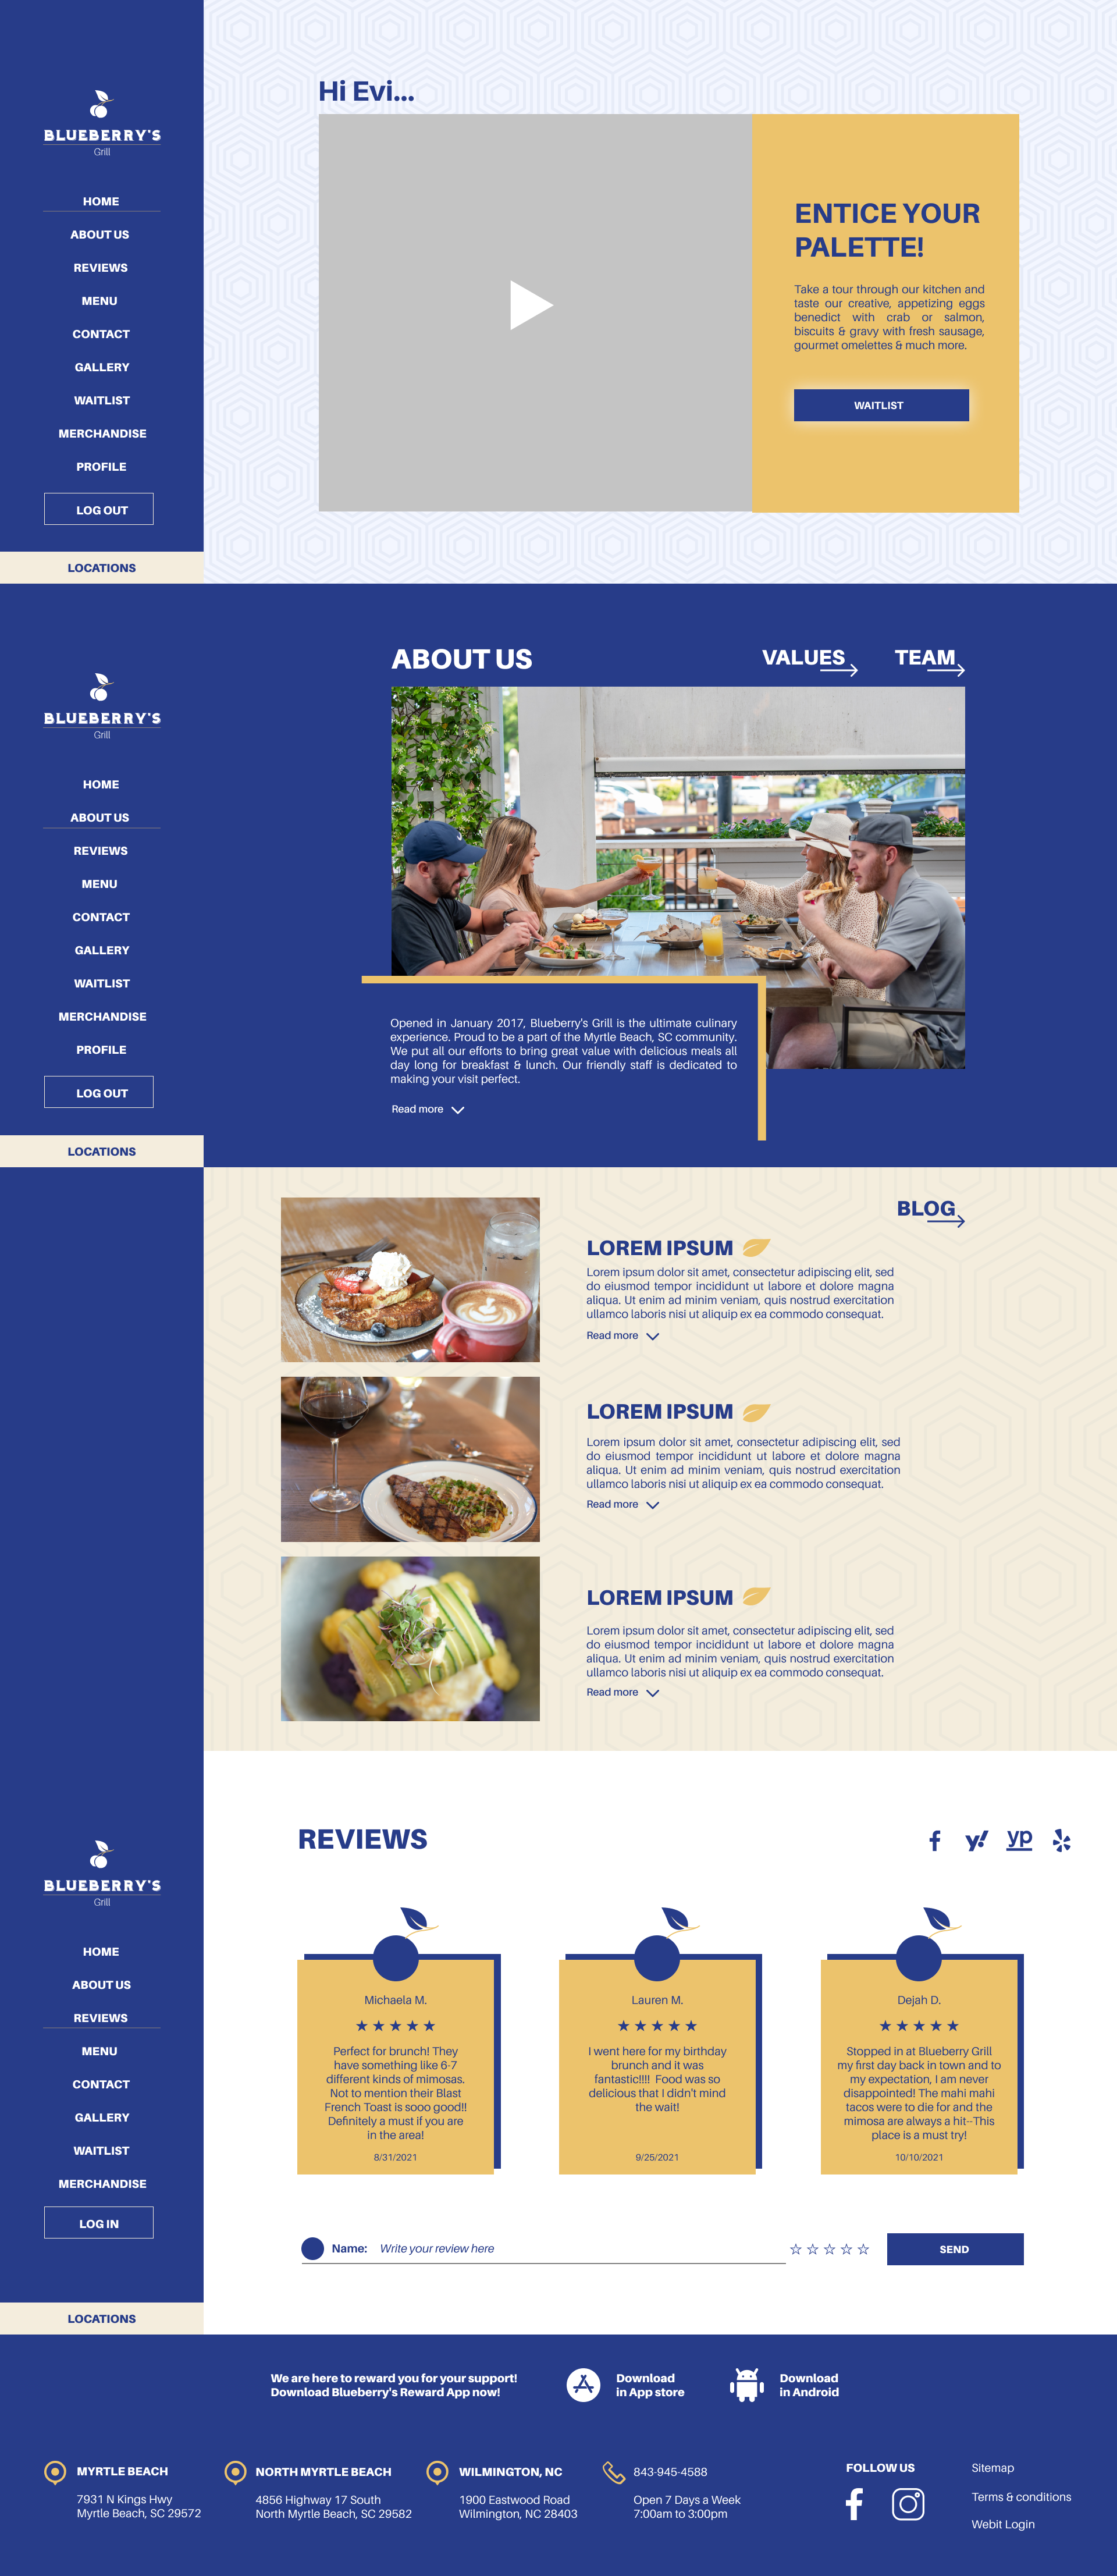 BLUEBERRY'S
Grill
HOME
ABOUT US
REVIEWS
MENU
CONTACT
GALLERY
WAITLIST
MERCHANDISE
PROFILE
LOG OUT
LOCATIONS
Hi Evi...
ENTICE YOUR
PALETTE!
Take a tour through our kitchen and
taste our creative, appetizing eggs
benedict with crab or salmon,
biscuits & gravy with fresh sausage,
gourmet omelettes & much more.
WAITLIST
BLUEBERRY'S
Grill
HOME
ABOUT US
REVIEWS
MENU
CONTACT
GALLERY
WAITLIST
MERCHANDISE
PROFILE
LOG OUT
LOCATIONS
ABOUT US
VALUES
TEAM
Opened in January 2017, Blueberry's Grill is the ultimate culinary
experience. Proud to be a part of the Myrtle Beach, SC community.
We put all our efforts to bring great value with delicious meals all
day long for breakfast & lunch. Our friendly staff is dedicated to
making your visit perfect.
Read more
BLOG
LOREM IPSUM
Lorem ipsum dolor sit amet, consectetur adipiscing elit, sed
do eiusmod tempor incididunt ut labore et dolore magna
aliqua. Ut enim ad minim veniam, quis nostrud exercitation
ullamco laboris nisi ut aliquip ex ea commodo consequat.
Read more
LOREM IPSUM
Lorem ipsum dolor sit amet, consectetur adipiscing elit, sed
do eiusmod tempor incididunt ut labore et dolore magna
aliqua. Ut enim ad minim veniam, quis nostrud exercitation
ullamco laboris nisi ut aliquip ex ea commodo consequat.
Read more
LOREM IPSUM
Lorem ipsum dolor sit amet, consectetur adipiscing elit, sed
do eiusmod tempor incididunt ut labore et dolore magna
aliqua. Ut enim ad minim veniam, quis nostrud exercitation
ullamco laboris nisi ut aliquip ex ea commodo consequat.
Read more
BLUEBERRY'S
Grill
HOME
ABOUT US
REVIEWS
MENU
CONTACT
GALLERY
WAITLIST
MERCHANDISE
LOG IN
LOCATIONS
REVIEWS
f y! yp
Michaela M.
★ ★ ★ ★ ★
Perfect for brunch! They
have something like 6-7
different kinds of mimosas.
Not to mention their Blast
French Toast is sooo good!!
Definitely a must if you are
in the area!
8/31/2021
Lauren M.
★ ★ ★ ★ ★
I went here for my birthday
brunch and it was
fantastic!!!! Food was so
delicious that I didn't mind
the wait!
9/25/2021
Dejah D.
★ ★ ★ ★ ★
Stopped in at Blueberry Grill
my first day back in town and to
my expectation, I am never
disappointed! The mahi mahi
tacos were to die for and the
mimosa are always a hit--This
place is a must try!
10/10/2021
Name: Write your review here
☆ ☆ ☆ ☆ ☆
SEND
We are here to reward you for your support!
Download Blueberry's Reward App now!
Download
in App store
Download
in Android
MYRTLE BEACH
7931 N Kings Hwy
Myrtle Beach, SC 29572
NORTH MYRTLE BEACH
4856 Highway 17 South
North Myrtle Beach, SC 29582
WILMINGTON, NC
1900 Eastwood Road
Wilmington, NC 28403
843-945-4588
Open 7 Days a Week
7:00am to 3:00pm
FOLLOW US
f
Sitemap
Terms & conditions
Webit Login